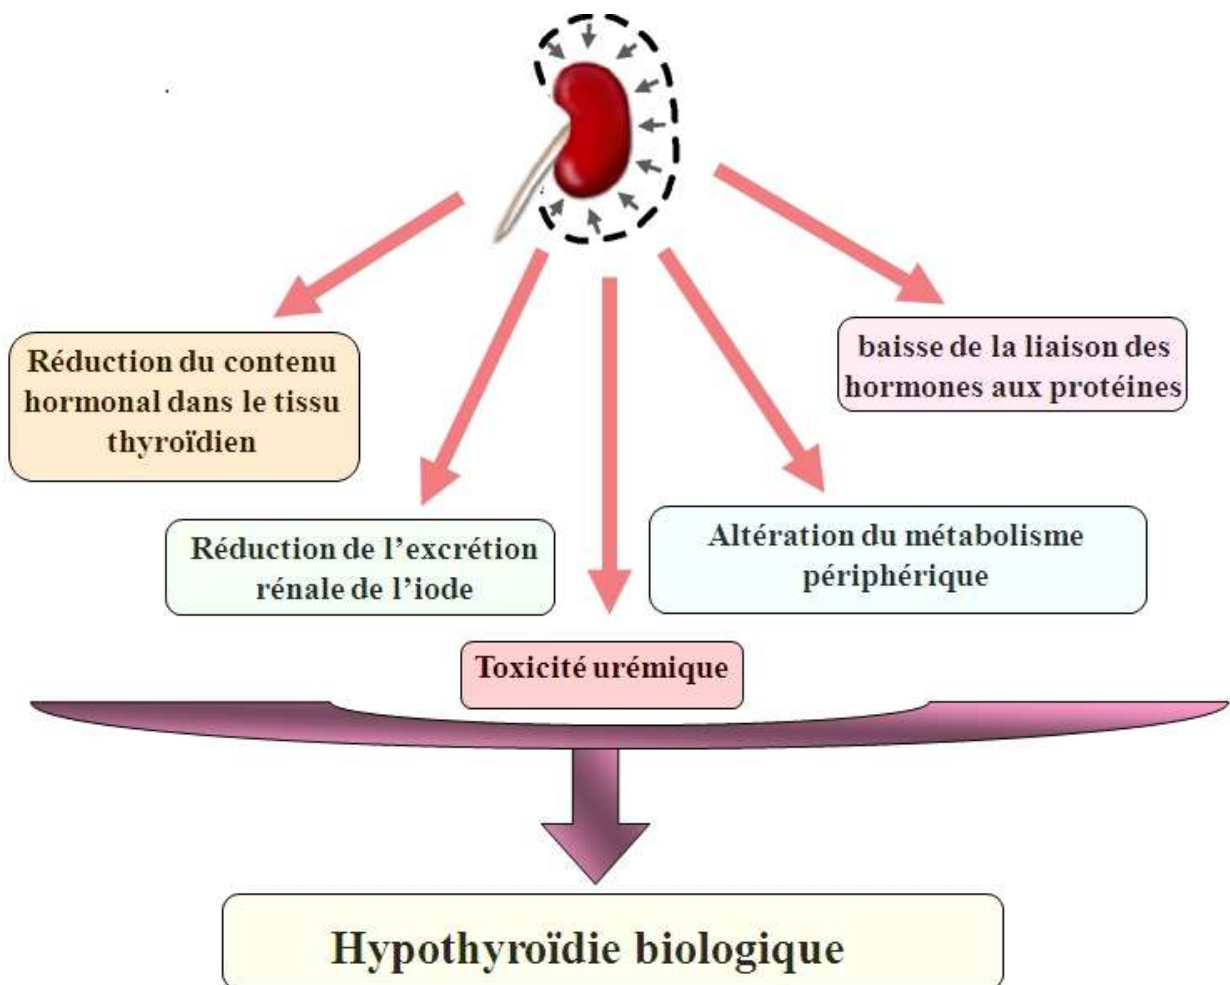 Réduction du contenu
hormonal dans le tissu
thyroïdien
baisse de la liaison des
hormones aux protéines
Réduction de l’excrétion
rénale de l’iode
Altération du métabolisme
périphérique
Toxicité urémique
Hypothyroïdie biologique